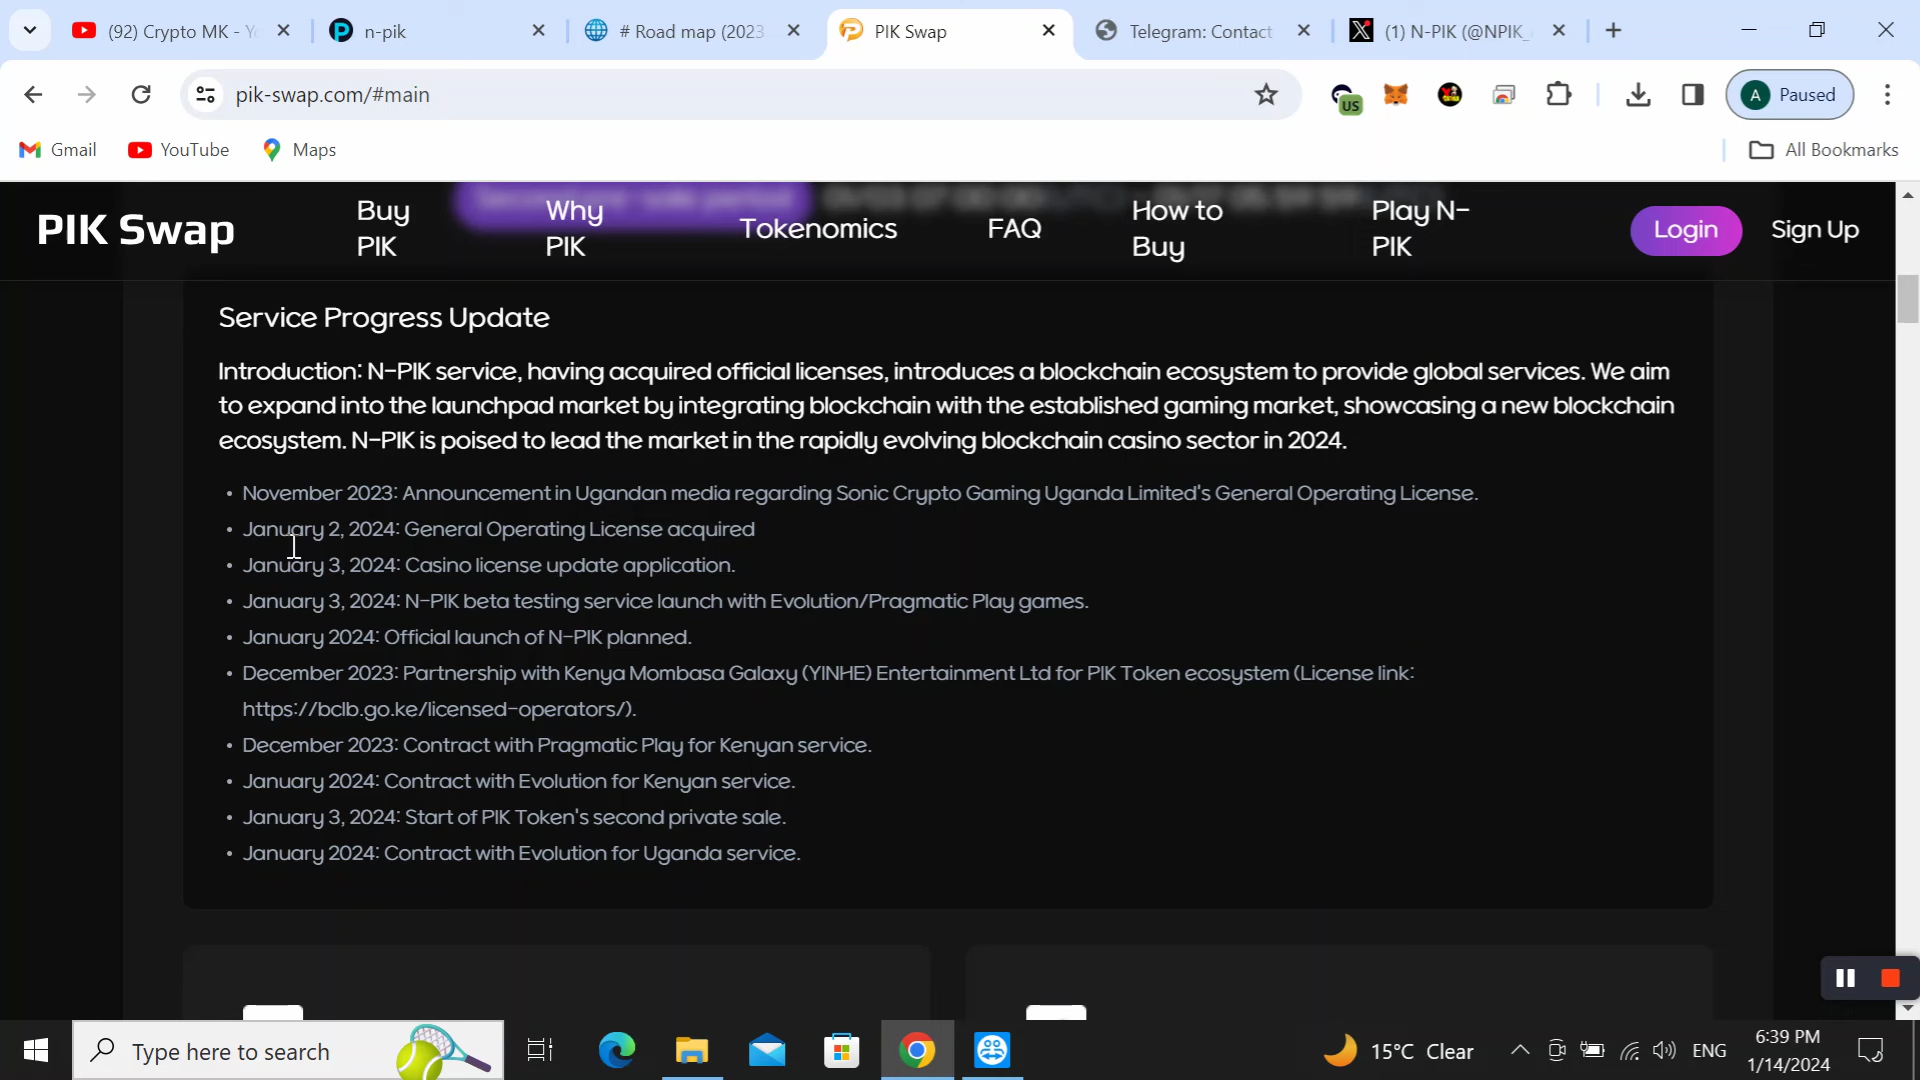 (92) Crypto MK - Yo
n-pik
# Road map (2023
PIK Swap
Telegram: Contact
(1) N-PIK (@NPIK_
pik-swap.com/#main
US
A Paused
Gmail
YouTube
Maps
All Bookmarks
PIK Swap
Buy PIK
Why PIK
Tokenomics
FAQ
How to Buy
Play N-PIK
Login
Sign Up
Service Progress Update
Introduction: N-PIK service, having acquired official licenses, introduces a blockchain ecosystem to provide global services. We aim
to expand into the launchpad market by integrating blockchain with the established gaming market, showcasing a new blockchain
ecosystem. N-PIK is poised to lead the market in the rapidly evolving blockchain casino sector in 2024.
• November 2023: Announcement in Ugandan media regarding Sonic Crypto Gaming Uganda Limited's General Operating License.
• January 2, 2024: General Operating License acquired
• January 3, 2024: Casino license update application.
• January 3, 2024: N-PIK beta testing service launch with Evolution/Pragmatic Play games.
• January 2024: Official launch of N-PIK planned.
• December 2023: Partnership with Kenya Mombasa Galaxy (YINHE) Entertainment Ltd for PIK Token ecosystem (License link:
https://bclb.go.ke/licensed-operators/).
• December 2023: Contract with Pragmatic Play for Kenyan service.
• January 2024: Contract with Evolution for Kenyan service.
• January 3, 2024: Start of PIK Token's second private sale.
• January 2024: Contract with Evolution for Uganda service.
Type here to search
15°C Clear
ENG
6:39 PM
1/14/2024